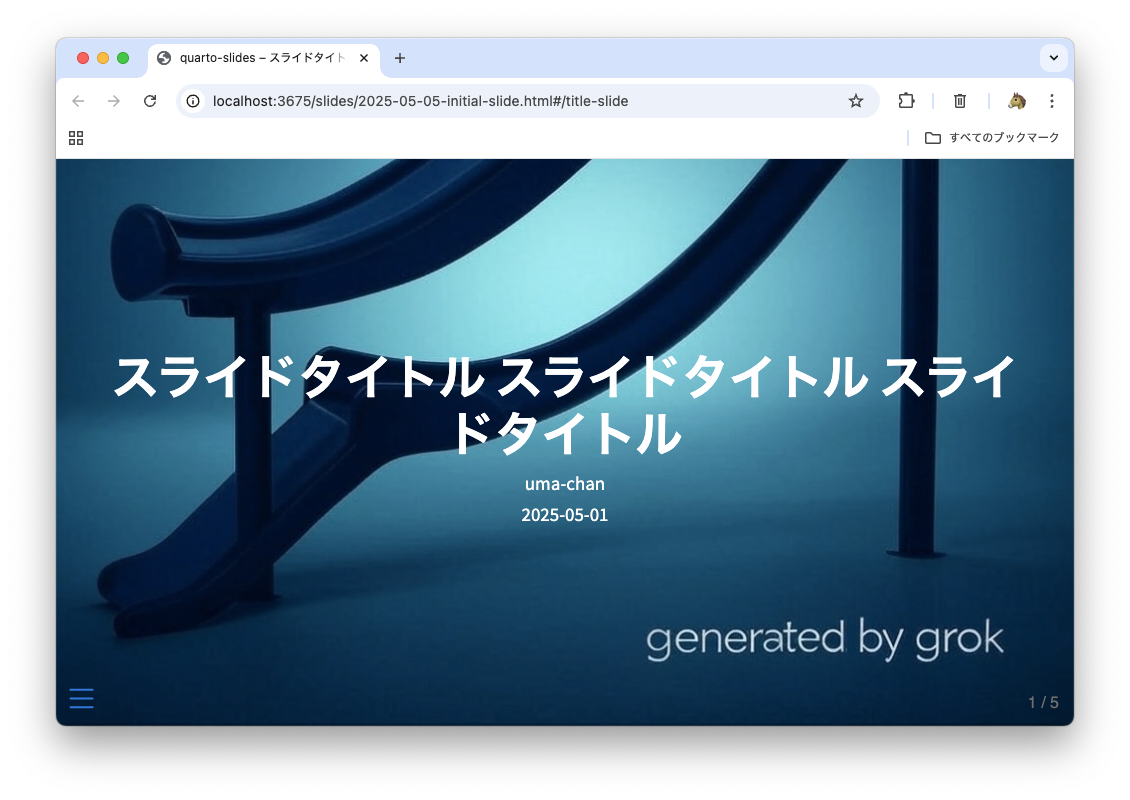 quarto-slides – スライドタイト
localhost:3675/slides/2025-05-05-initial-slide.html#/title-slide
すべてのブックマーク
スライドタイトル スライドタイトル スライ
ドタイトル
uma-chan
2025-05-01
generated by grok
1 / 5